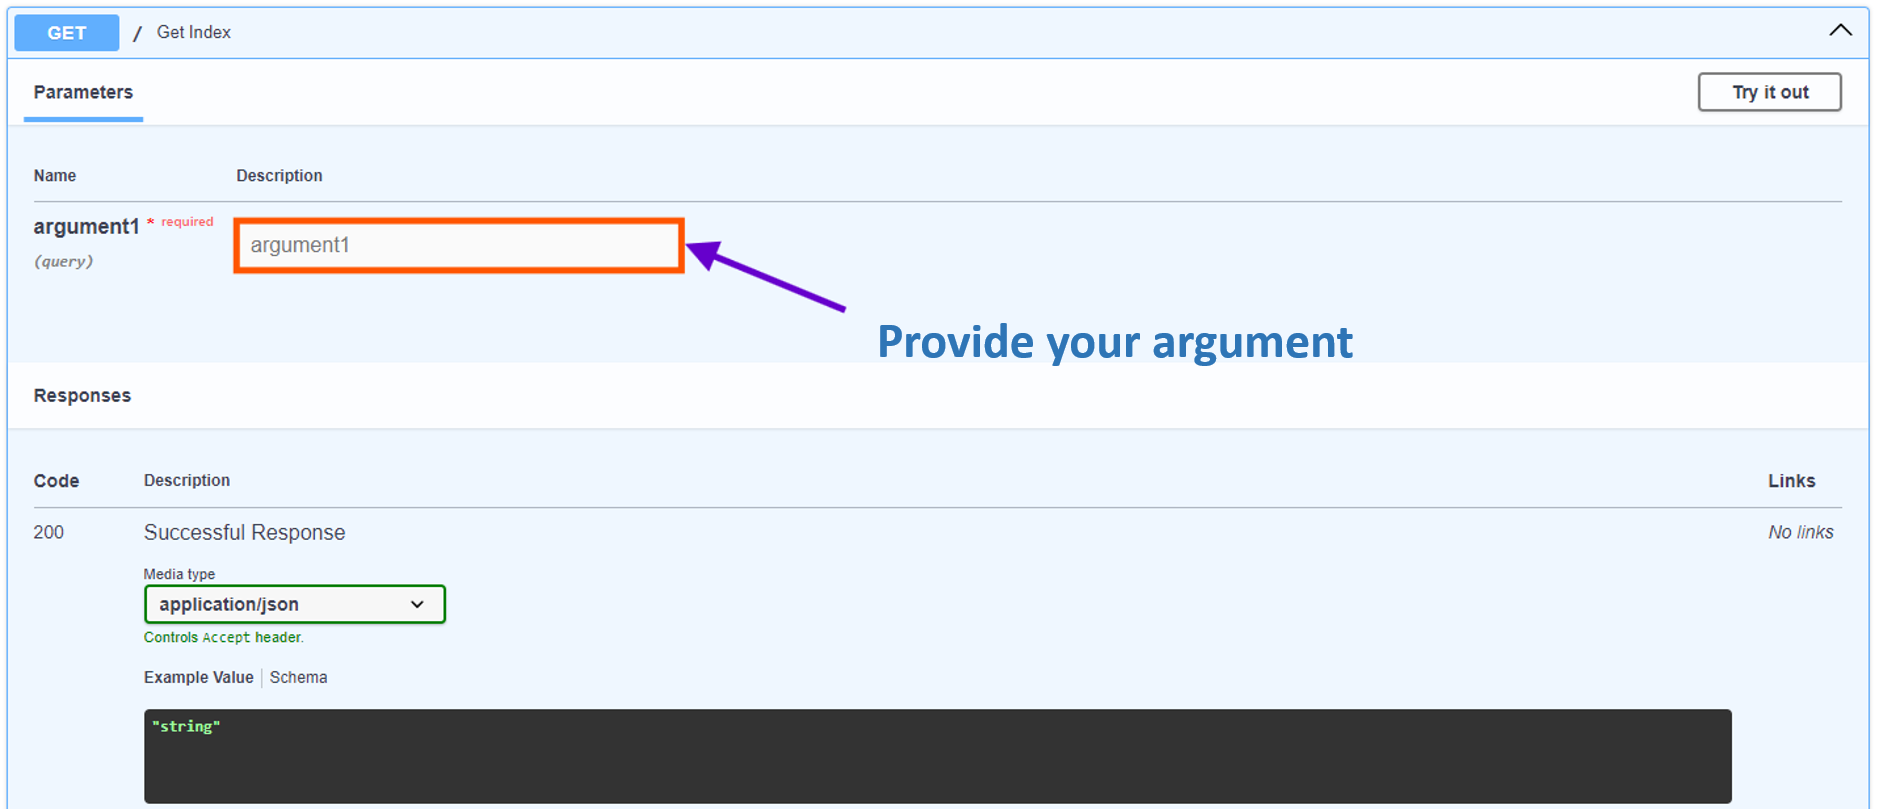 GET / Get Index
Parameters
Try it out
Name Description
argument1 * required
(query)
argument1
Provide your argument
Responses
Code Description Links
200 Successful Response No links
Media type
application/json
Controls Accept header.
Example Value | Schema
"string"